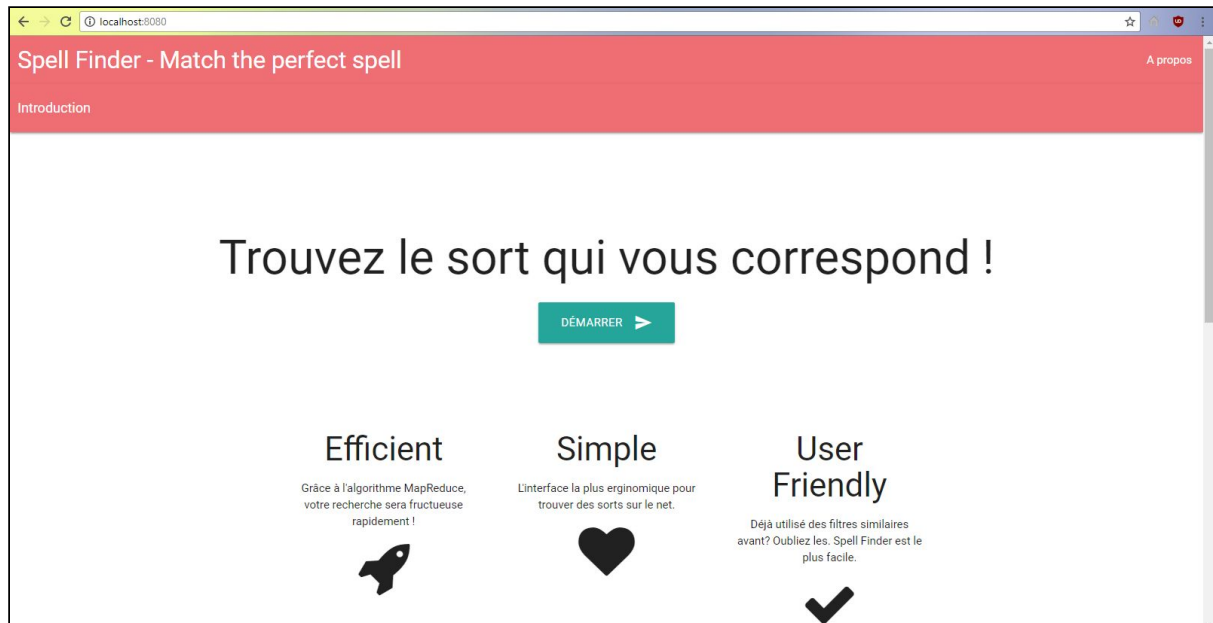 localhost:8080
Spell Finder - Match the perfect spell
A propos
Introduction
Trouvez le sort qui vous correspond !
DÉMARRER
Efficient
Grâce à l'algorithme MapReduce,
votre recherche sera fructueuse
rapidement !
Simple
L'interface la plus erginomique pour
trouver des sorts sur le net.
User
Friendly
Déjà utilisé des filtres similaires
avant? Oubliez les. Spell Finder est le
plus facile.